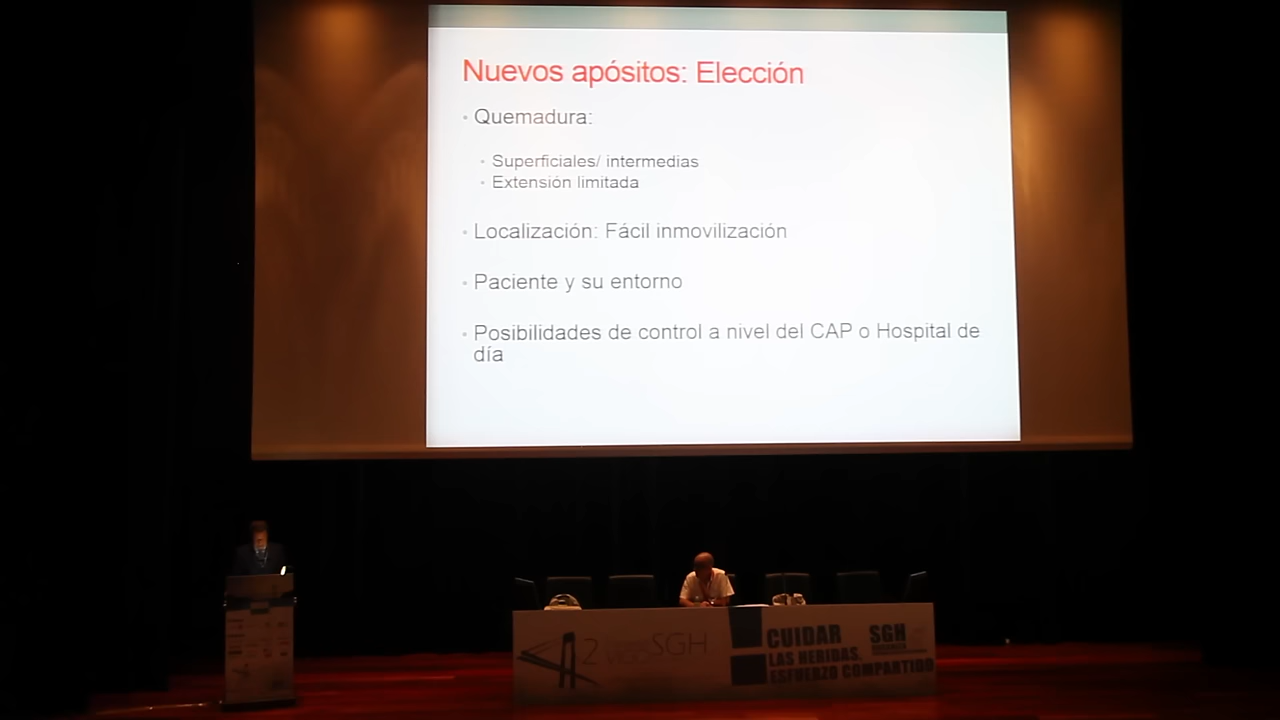 Nuevos apósitos: Elección
• Quemadura:
• Superficiales/ intermedias
• Extensión limitada
• Localización: Fácil inmovilización
• Paciente y su entorno
• Posibilidades de control a nivel del CAP o Hospital de
día
2
SGH
CUIDAR
LAS HERIDAS,
ESFUERZO COMPARTIDO
SGH